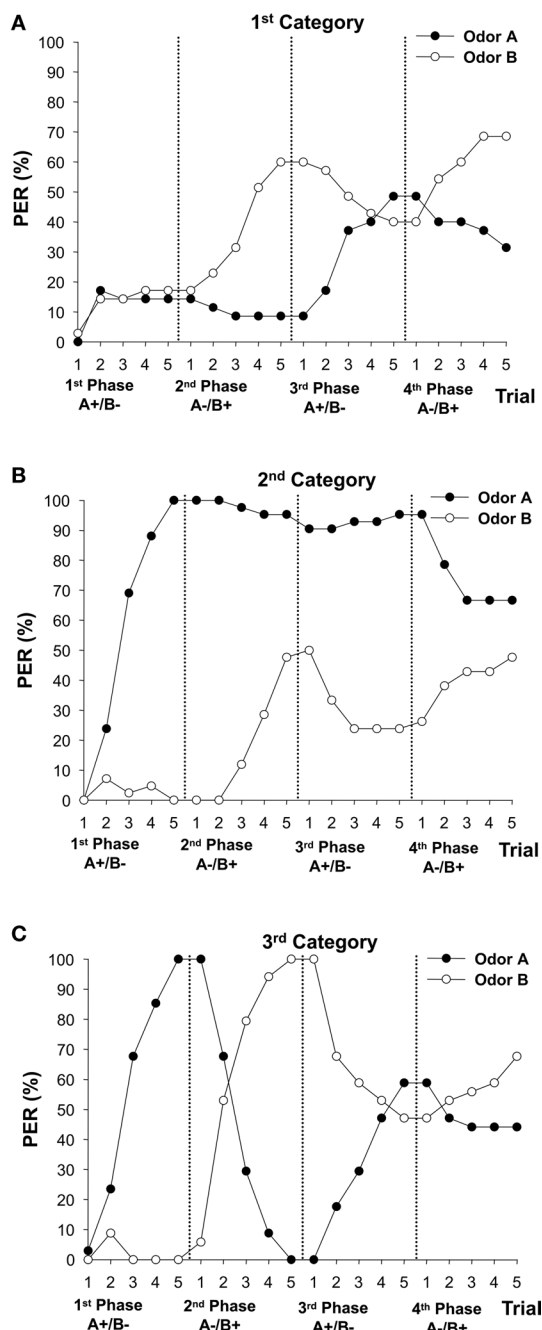 A
1st Category
Odor A
Odor B
100
90
80
70
60
50
40
30
20
10
0
PER (%)
1 2 3 4 5 1 2 3 4 5 1 2 3 4 5 1 2 3 4 5
1st Phase 2nd Phase 3rd Phase 4th Phase Trial
A+/B- A-/B+ A+/B- A-/B+
B
2nd Category
Odor A
Odor B
100
90
80
70
60
50
40
30
20
10
0
PER (%)
1 2 3 4 5 1 2 3 4 5 1 2 3 4 5 1 2 3 4 5
1st Phase 2nd Phase 3rd Phase 4th Phase Trial
A+/B- A-/B+ A+/B- A-/B+
C
3rd Category
Odor A
Odor B
100
90
80
70
60
50
40
30
20
10
0
PER (%)
1 2 3 4 5 1 2 3 4 5 1 2 3 4 5 1 2 3 4 5
1st Phase 2nd Phase 3rd Phase 4th Phase Trial
A+/B- A-/B+ A+/B- A-/B+